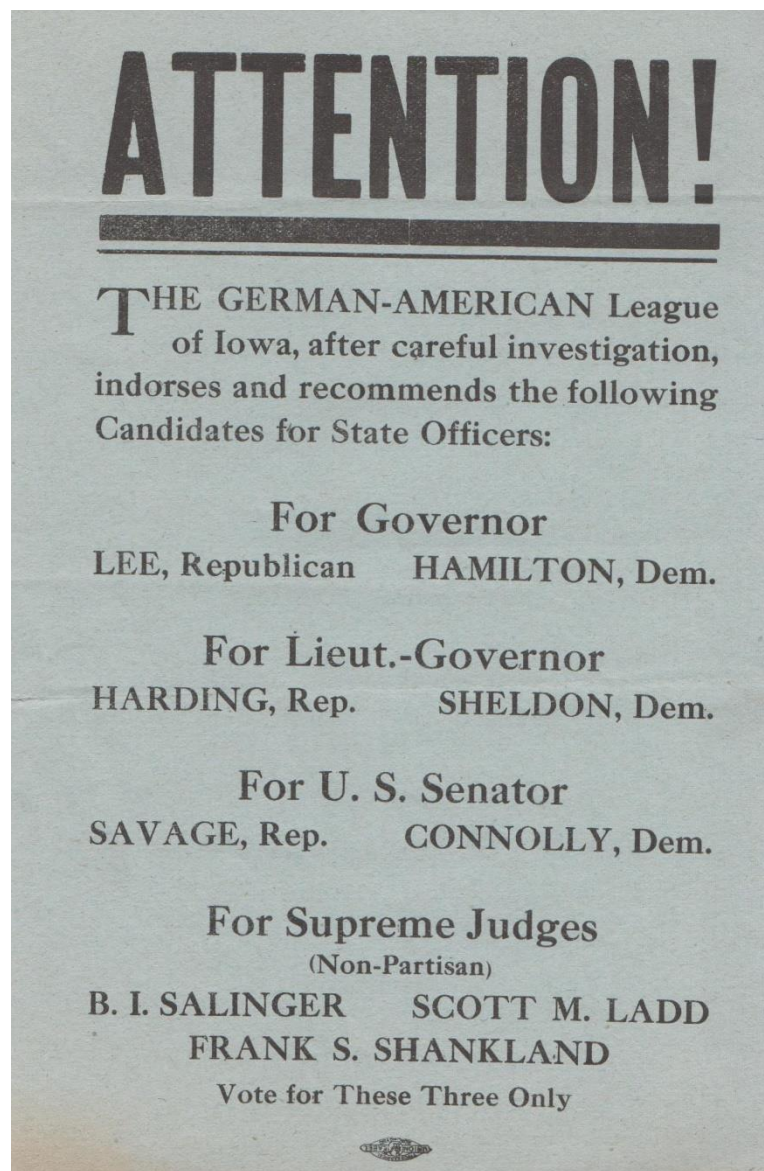 ATTENTION!
THE GERMAN-AMERICAN League
of Iowa, after careful investigation,
indorses and recommends the following
Candidates for State Officers:
For Governor
LEE, Republican HAMILTON, Dem.
For Lieut.-Governor
HARDING, Rep. SHELDON, Dem.
For U. S. Senator
SAVAGE, Rep. CONNOLLY, Dem.
For Supreme Judges
(Non-Partisan)
B. I. SALINGER SCOTT M. LADD
FRANK S. SHANKLAND
Vote for These Three Only